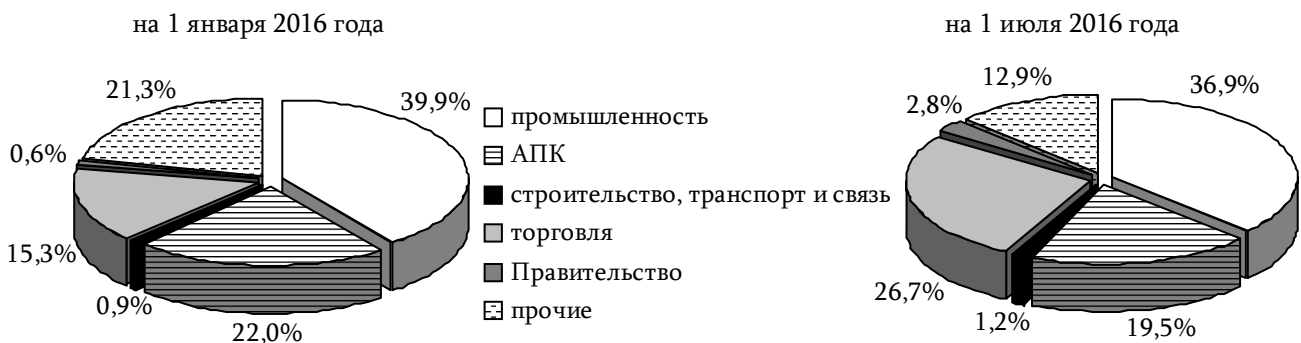 на 1 января 2016 года
на 1 июля 2016 года
21,3%
39,9%
0,6%
15,3%
0,9%
22,0%
промышленность
АПК
строительство, транспорт и связь
торговля
Правительство
прочие
12,9%
36,9%
2,8%
26,7%
1,2%
19,5%